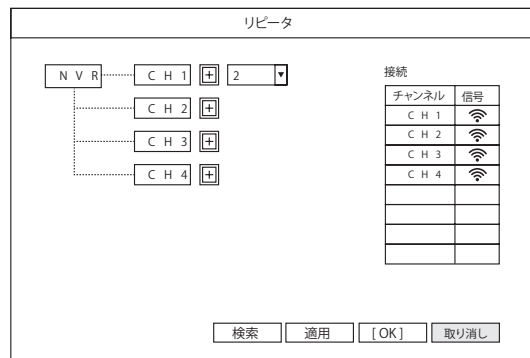 リピータ
N V R
C H 1
2
C H 2
C H 3
C H 4
接続
チャンネル 信号
C H 1
C H 2
C H 3
C H 4
検索 適用 [ OK ] 取り消し